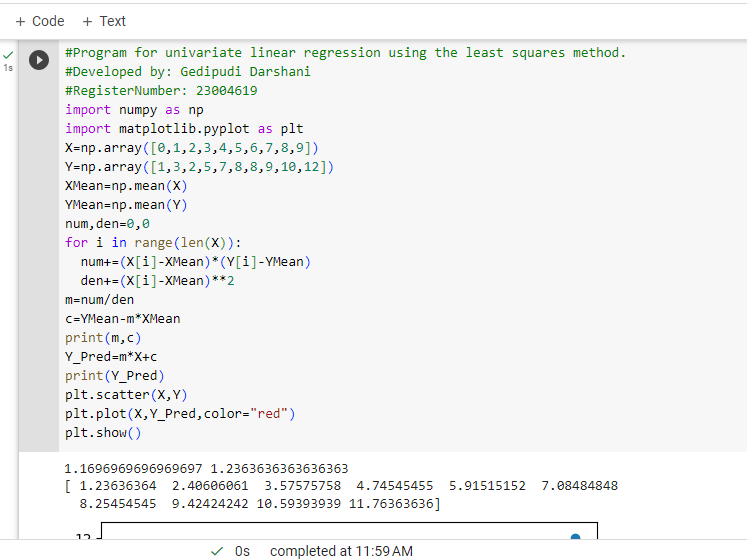 + Code + Text
1s
#Program for univariate linear regression using the least squares method.
#Developed by: Gedipudi Darshani
#RegisterNumber: 23004619
import numpy as np
import matplotlib.pyplot as plt
X=np.array([0,1,2,3,4,5,6,7,8,9])
Y=np.array([1,3,2,5,7,8,8,9,10,12])
XMean=np.mean(X)
YMean=np.mean(Y)
num,den=0,0
for i in range(len(X)):
  num+=(X[i]-XMean)*(Y[i]-YMean)
  den+=(X[i]-XMean)**2
m=num/den
c=YMean-m*XMean
print(m,c)
Y_Pred=m*X+c
print(Y_Pred)
plt.scatter(X,Y)
plt.plot(X,Y_Pred,color="red")
plt.show()
1.1696969696969697 1.2363636363636363
[ 1.23636364  2.40606061  3.57575758  4.74545455  5.91515152  7.08484848
  8.25454545  9.42424242 10.59393939 11.76363636]
12
0s completed at 11:59 AM